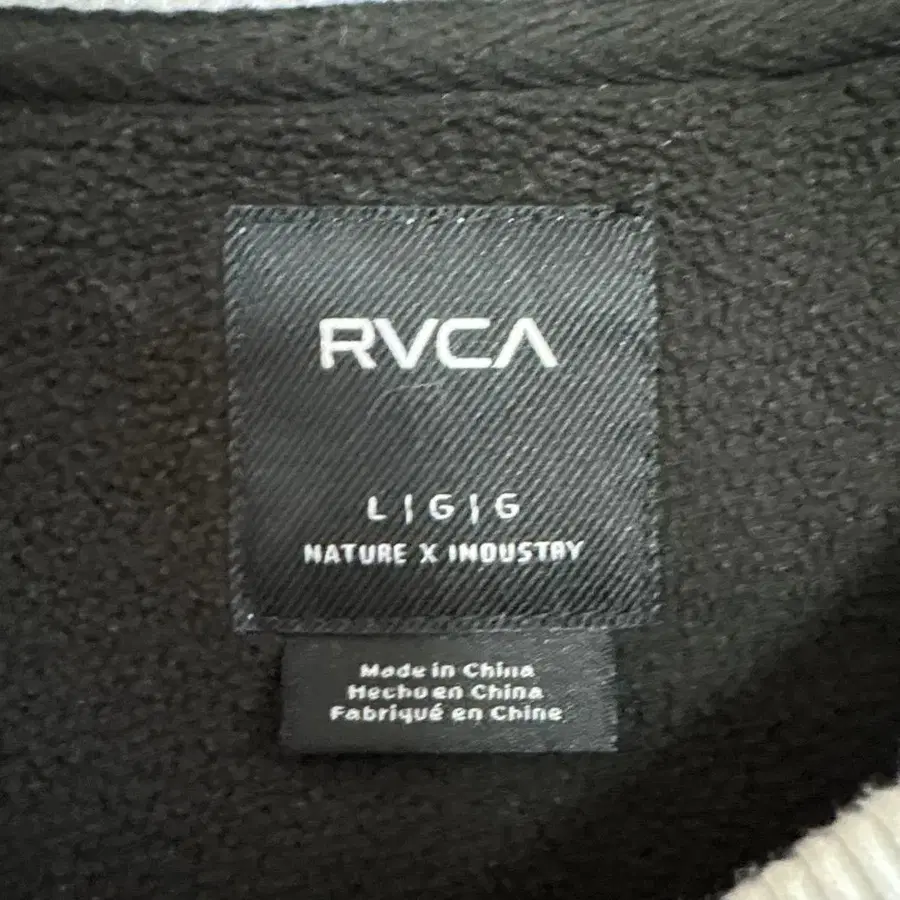 RVCA
L | G | G
NATURE X INDUSTRY
Made in China
Hecho en China
Fabriqué en Chine